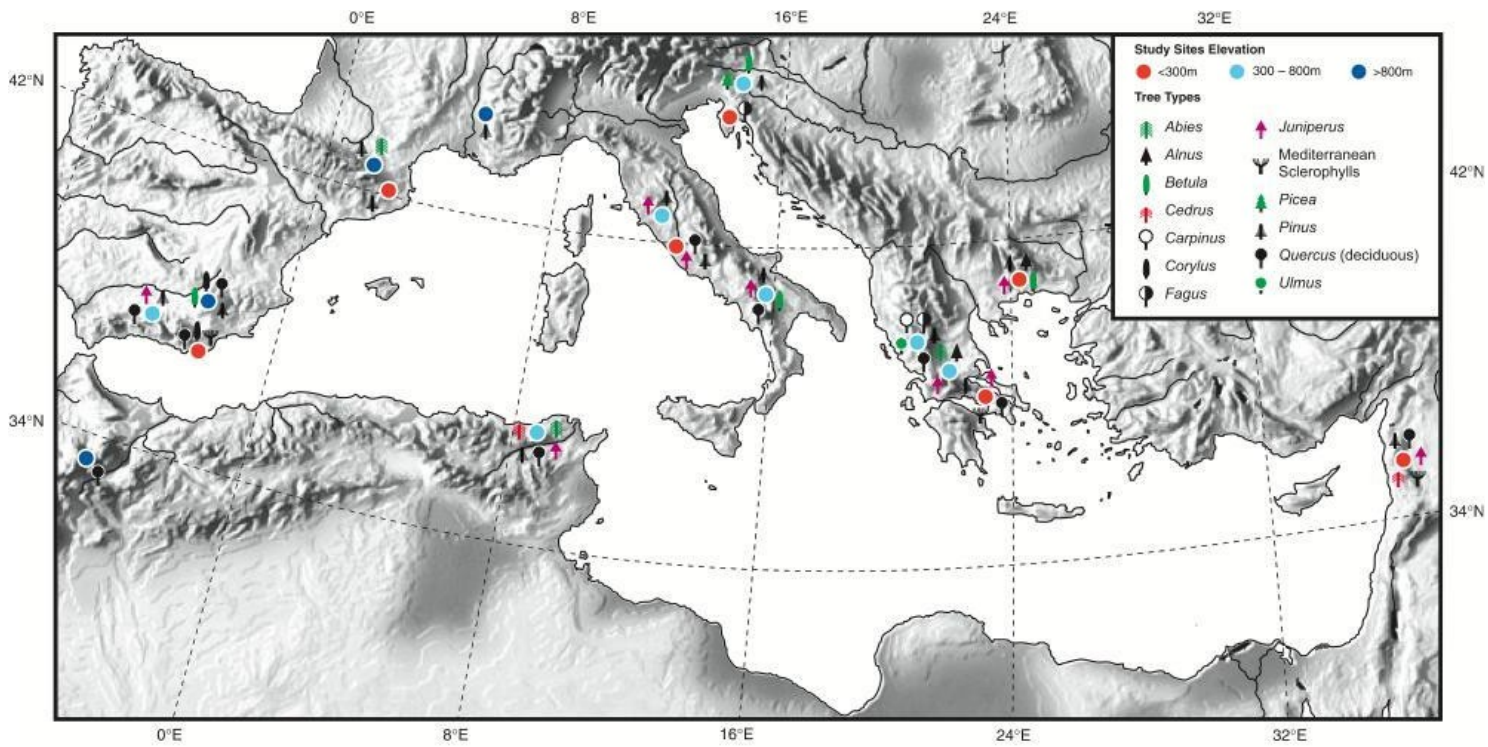 0°E 8°E 16°E 24°E 32°E
42°N
34°N
Study Sites Elevation
<300m 300 – 800m >800m
Tree Types
Abies
Alnus
Betula
Cedrus
Carpinus
Corylus
Fagus
Juniperus
Mediterranean
Sclerophylls
Picea
Pinus
Quercus (deciduous)
Ulmus
42°N
34°N
0°E 8°E 16°E 24°E 32°E